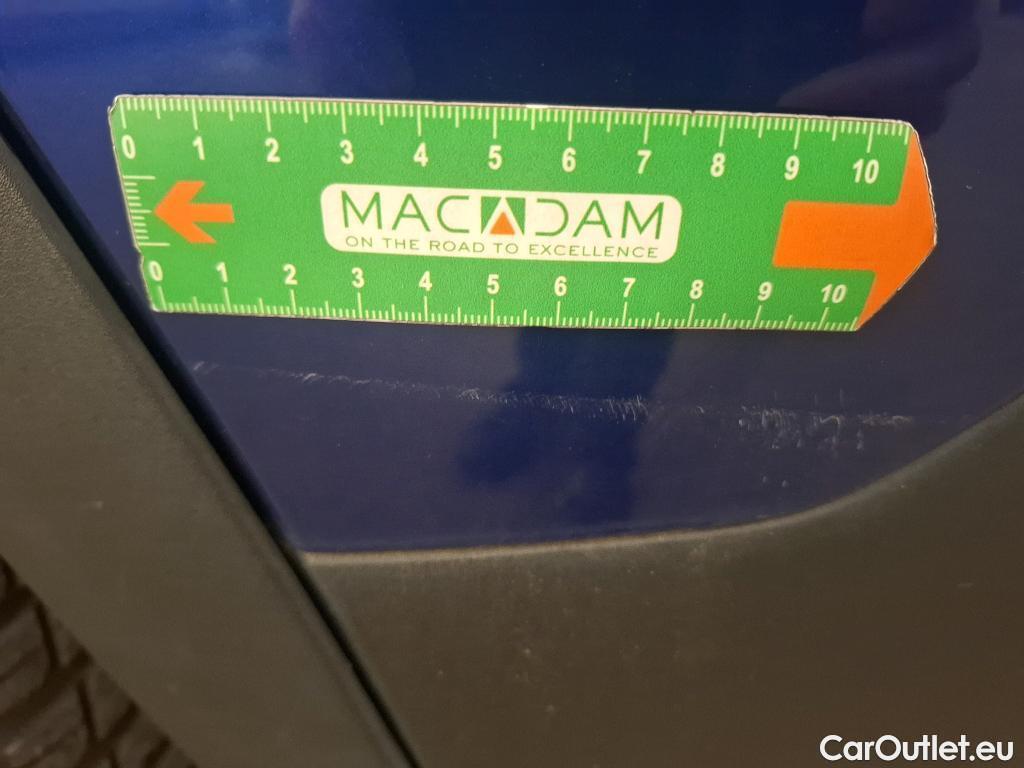 0 1 2 3 4 5 6 7 8 9 10
MACADAM
ON THE ROAD TO EXCELLENCE
0 1 2 3 4 5 6 7 8 9 10
CarOutlet.eu